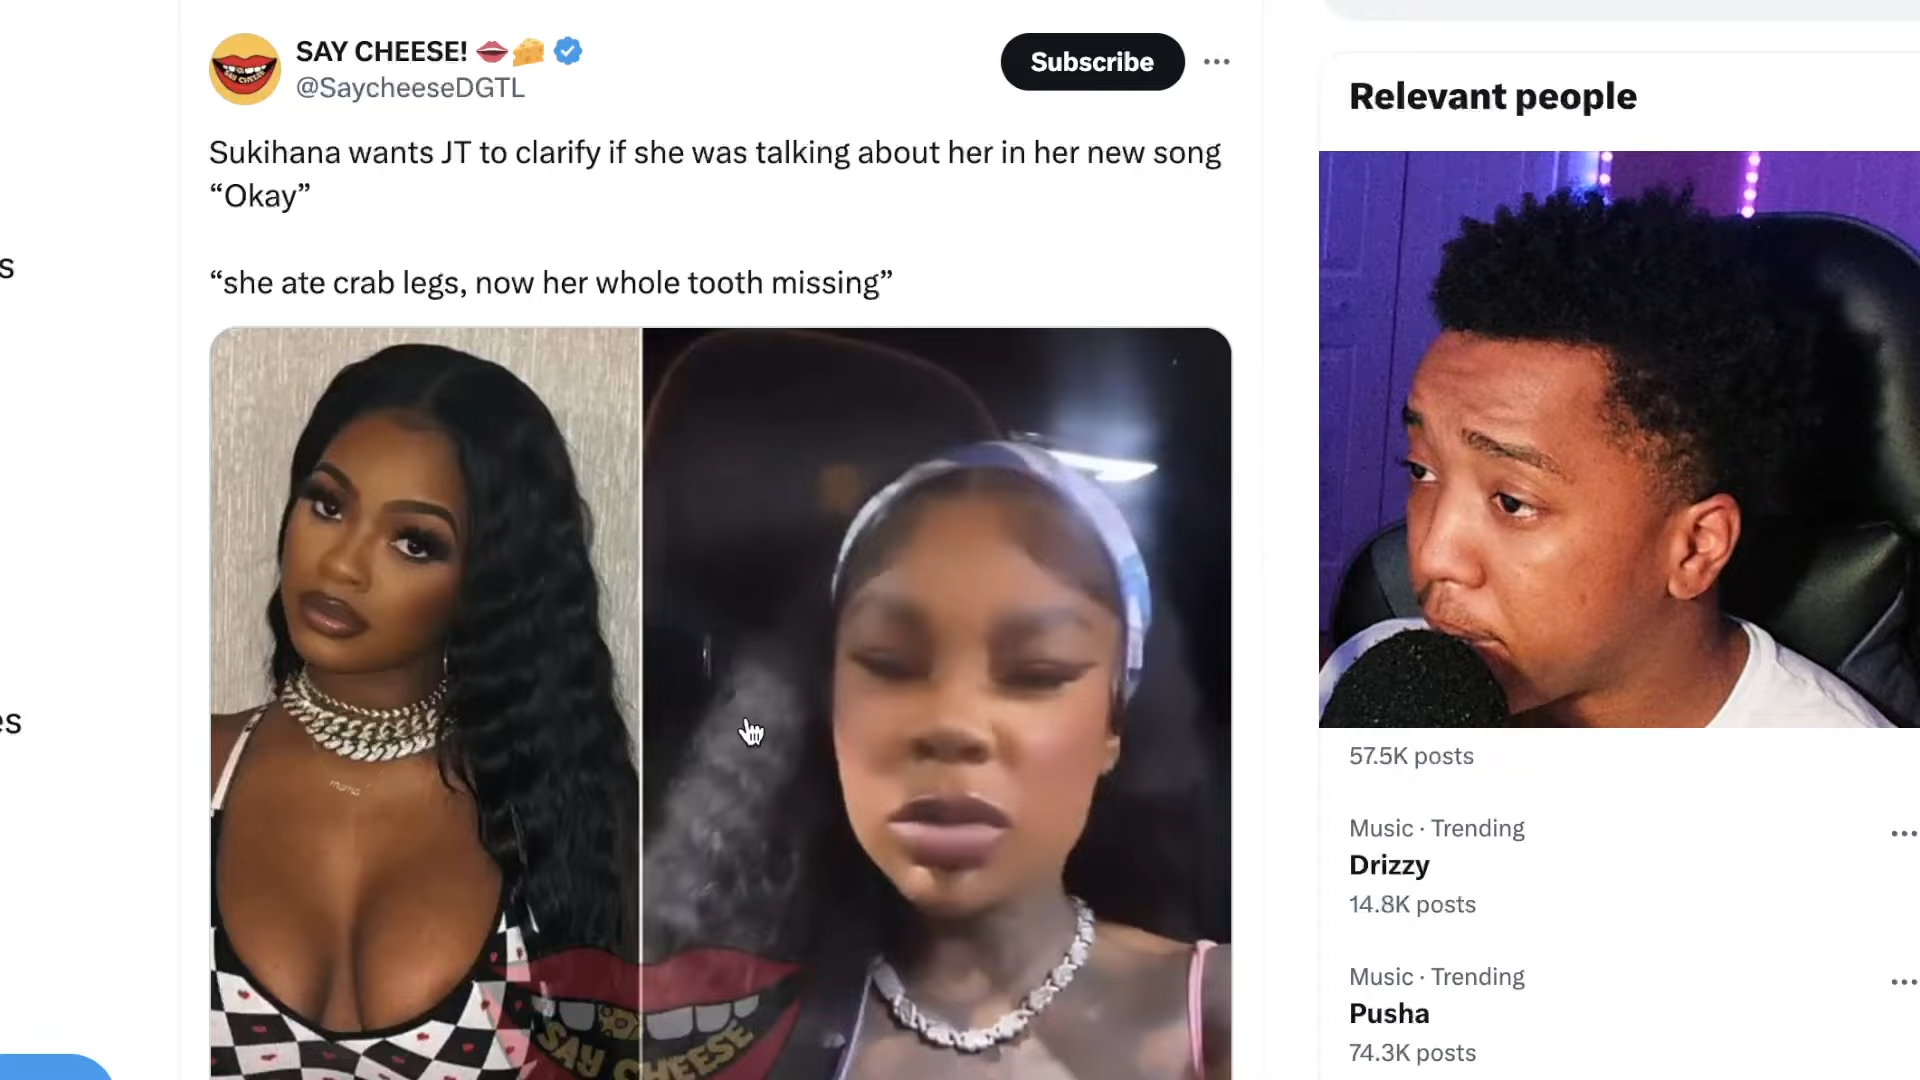 SAY CHEESE! 👄🧀
@SaycheeseDGTL
Subscribe
Sukihana wants JT to clarify if she was talking about her in her new song
“Okay”
“she ate crab legs, now her whole tooth missing”
mama
SAY CHEESE
Relevant people
57.5K posts
Music · Trending
Drizzy
14.8K posts
Music · Trending
Pusha
74.3K posts
s
es